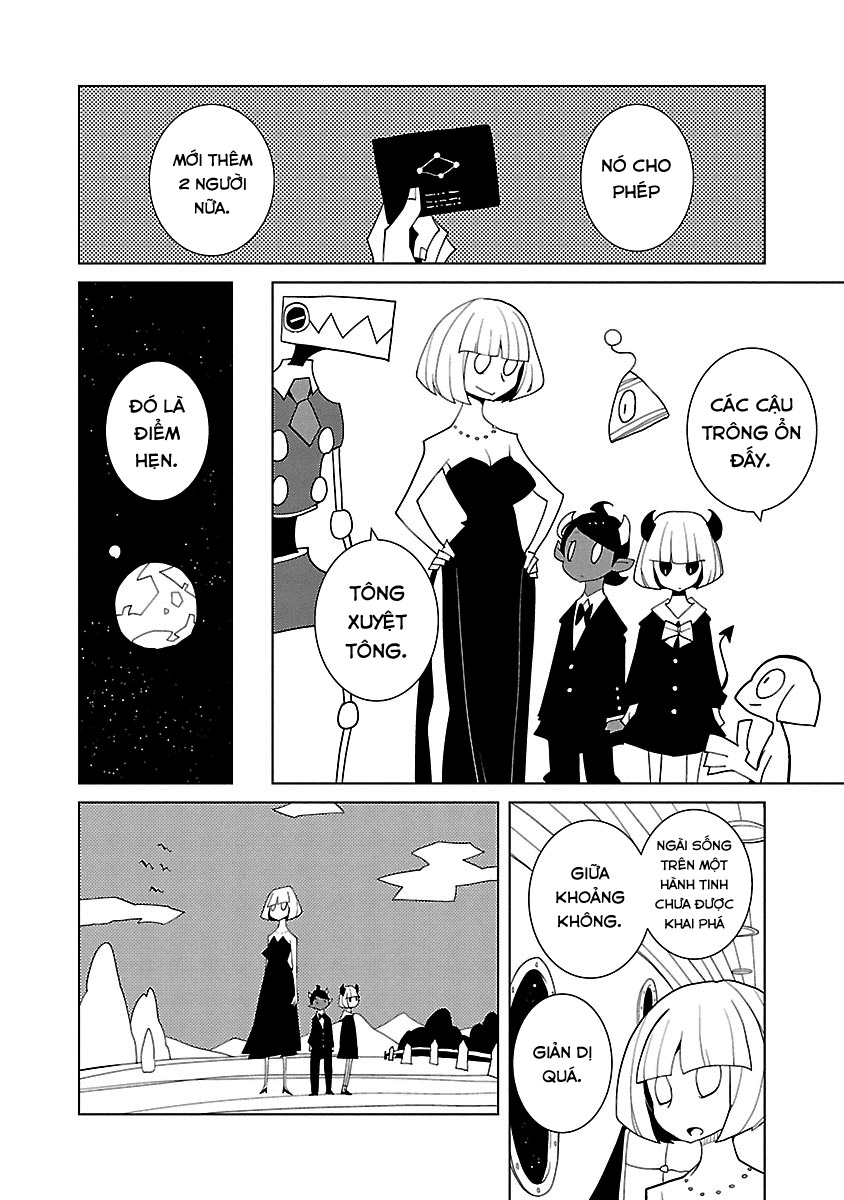 NÓ CHO
PHÉP
MỚI THÊM
2 NGƯỜI
NỮA.
CÁC CẬU
TRÔNG ỔN
ĐẤY.
TÔNG
XUYỆT
TÔNG.
ĐÓ LÀ
ĐIỂM
HẸN.
NGÀI SỐNG
TRÊN MỘT
HÀNH TINH
CHƯA ĐƯỢC
KHAI PHÁ
GIỮA
KHOẢNG
KHÔNG.
GIẢN DỊ
QUÁ.